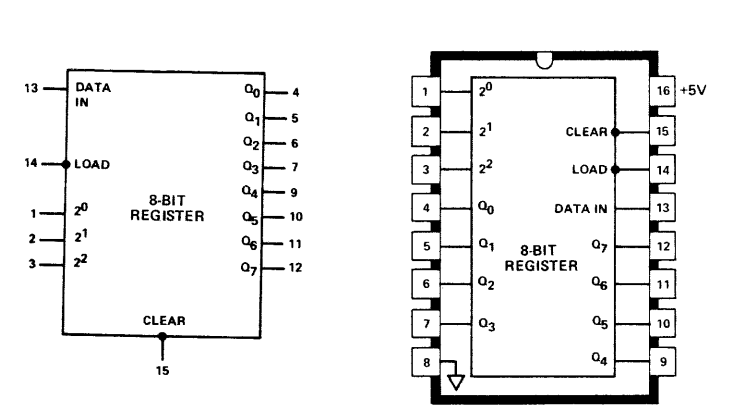 13 DATA IN Q0 4
Q1 5
Q2 6
14 LOAD Q3 7
Q4 9
8-BIT
REGISTER
1 2^0 Q5 10
2 2^1 Q6 11
3 2^2 Q7 12
CLEAR
15
1 2^0 16 +5V
2 2^1 CLEAR 15
3 2^2 LOAD 14
4 Q0 DATA IN 13
5 Q1 Q7 12
8-BIT
REGISTER
6 Q2 Q6 11
7 Q3 Q5 10
8 Q4 9